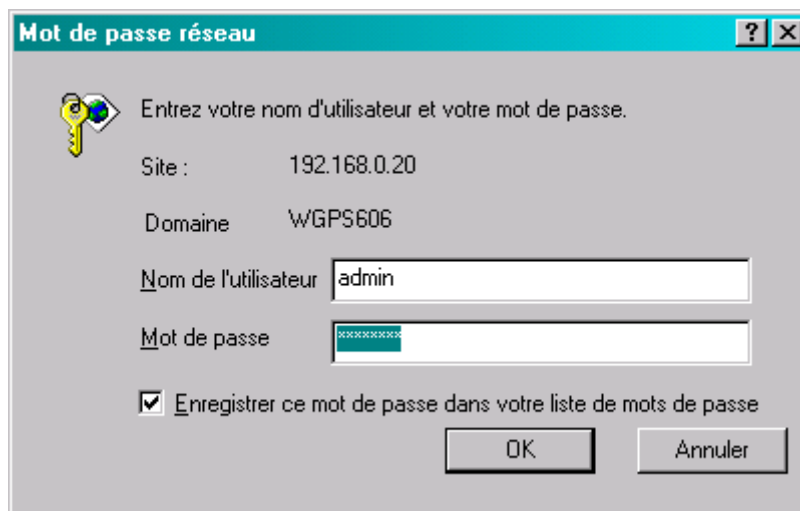 Mot de passe réseau
Entrez votre nom d'utilisateur et votre mot de passe.
Site : 192.168.0.20
Domaine WGPS606
Nom de l'utilisateur admin
Mot de passe ********
Enregistrer ce mot de passe dans votre liste de mots de passe
OK Annuler